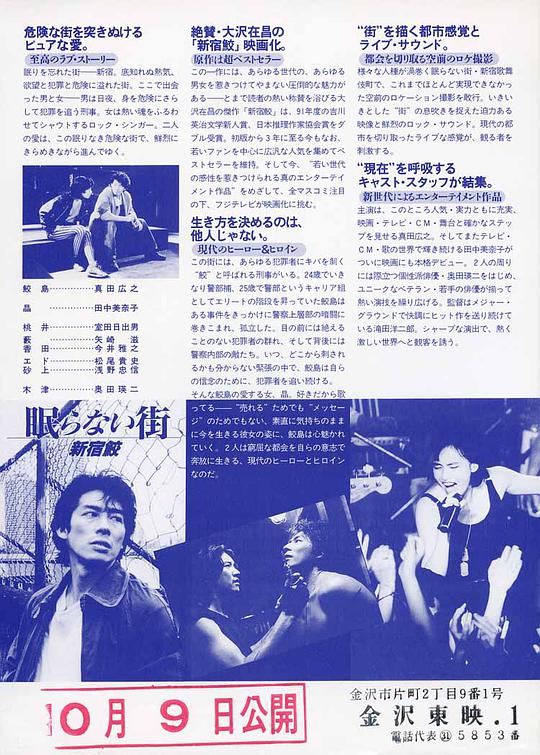 危険な街を突きぬける
ピュアな愛。
至高のラブ・ストーリー
眠りを忘れた街——新宿。底知れぬ熱気、
欲望と犯罪と危険に溢れた街。ここで出会
った男と女——男は日夜、身を危険にさら
して犯罪を追う刑事。女は熱い魂をふるわ
せてシャウトするロック・シンガー。二人
の愛は、この眠りなき危険な街で、鮮烈に
きらめきながら進んでゆく。
鮫島……真田広之
晶……田中美奈子
桃井……室田日出男
藪……矢崎滋
香田……今井雅之
エド……松尾貴史
砂上……浅野忠信
木津……奥田瑛二
絶賛・大沢在昌の
「新宿鮫」映画化。
原作は超ベストセラー
この一作には、あらゆる世代の、あらゆる
男女を惹きつけてやまない圧倒的な魅力が
ある——とまで読者の熱い称賛を浴びる大
沢在昌の傑作「新宿鮫」は、91年度の吉川
英治文学新人賞、日本推理作家協会賞をダ
ブル受賞。初版から3年に至る今もなお、
若いファンを中心に広汎な人気を集めてベ
ストセラーを維持。そして今、“若い世代
の感性を惹きつけられる真のエンターテイ
メント作品”をめざして、全マスコミ注目
の下、フジテレビが映画化に挑む。
生き方を決めるのは、
他人じゃない。
現代のヒーロー&ヒロイン
この街には、あらゆる犯罪者にキバを剝く
“鮫”と呼ばれる刑事がいる。24歳でいき
なり警部補、25歳で警部というキャリア組
としてエリートの階段を昇っていた鮫島は
ある事件をきっかけに警察上層部の暗闘に
巻きこまれ、孤立した。目の前には絶える
ことのない犯罪者の群れ、そして背後には
警察内部の敵たち。いつ、どこから刺され
るかも分からない緊張の中で、鮫島は自ら
の信念のために、犯罪者を追い続ける。
そんな鮫島の愛する女、晶。好きだから歌
ってる——“売れる”ためでも“メッセー
ジ”のためでもない、素直に気持ちのまま
に今を生きる彼女の姿に、鮫島は心魅かれ
ていく。2人は窮屈な都会を自らの意志で
奔放に生きる、現代のヒーローとヒロイン
なのだ。
“街”を描く都市感覚と
ライブ・サウンド。
都会を切り取る空前のロケ撮影
様々な人種が渦巻く眠らない街・新宿歌舞
伎町で、これまでほとんど実現できなかっ
た空前のロケーション撮影を敢行。いきい
きとした“街”の息吹きを捉えた迫力ある
映像と鮮烈のロック・サウンド。現代の都
市を切り取ったライブな感覚が、観る者を
刺激する。
“現在”を呼吸する
キャスト・スタッフが結集。
新世代によるエンターテイメント作品
主演は、このところ人気・実力ともに充実、
映画・テレビ・CM・舞台と確かなステッ
プを見せる真田広之。そしてまたテレビ・
CM・歌の世界で輝き続ける田中美奈子が
ついに映画にも本格デビュー。2人の周り
には際立つ個性派俳優・奥田瑛二をはじめ、
ユニークなベテラン、若手の俳優が揃って
熱い演技を繰り広げる。監督はメジャー・
グラウンドで快調にヒット作を送り続けて
いる滝田洋二郎。シャープな演出で、熱く
激しい世界へと観客を誘う。
眠らない街
新宿鮫
10月9日公開
金沢市片町2丁目9番1号
金沢東映.1
電話代表㉛5853番